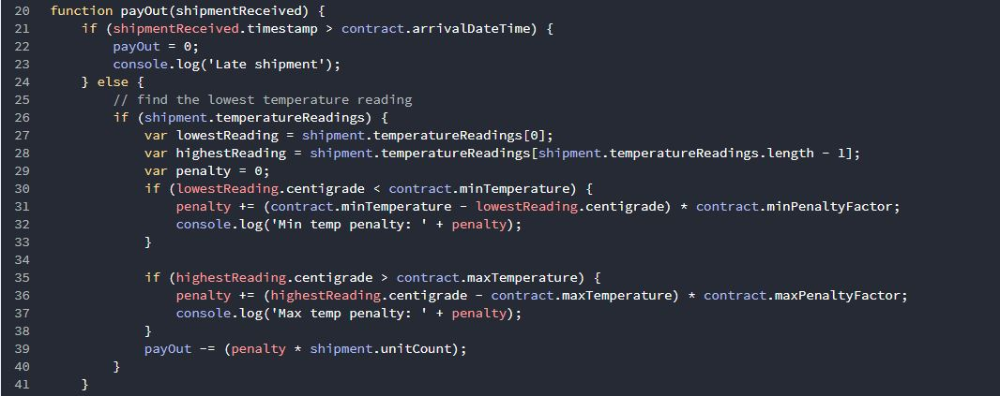 20 function payOut(shipmentReceived) {
21     if (shipmentReceived.timestamp > contract.arrivalDateTime) {
22         payOut = 0;
23         console.log('Late shipment');
24     } else {
25         // find the lowest temperature reading
26         if (shipment.temperatureReadings) {
27             var lowestReading = shipment.temperatureReadings[0];
28             var highestReading = shipment.temperatureReadings[shipment.temperatureReadings.length - 1];
29             var penalty = 0;
30             if (lowestReading.centigrade < contract.minTemperature) {
31                 penalty += (contract.minTemperature - lowestReading.centigrade) * contract.minPenaltyFactor;
32                 console.log('Min temp penalty: ' + penalty);
33             }
34
35             if (highestReading.centigrade > contract.maxTemperature) {
36                 penalty += (highestReading.centigrade - contract.maxTemperature) * contract.maxPenaltyFactor;
37                 console.log('Max temp penalty: ' + penalty);
38             }
39             payOut -= (penalty * shipment.unitCount);
40         }
41     }